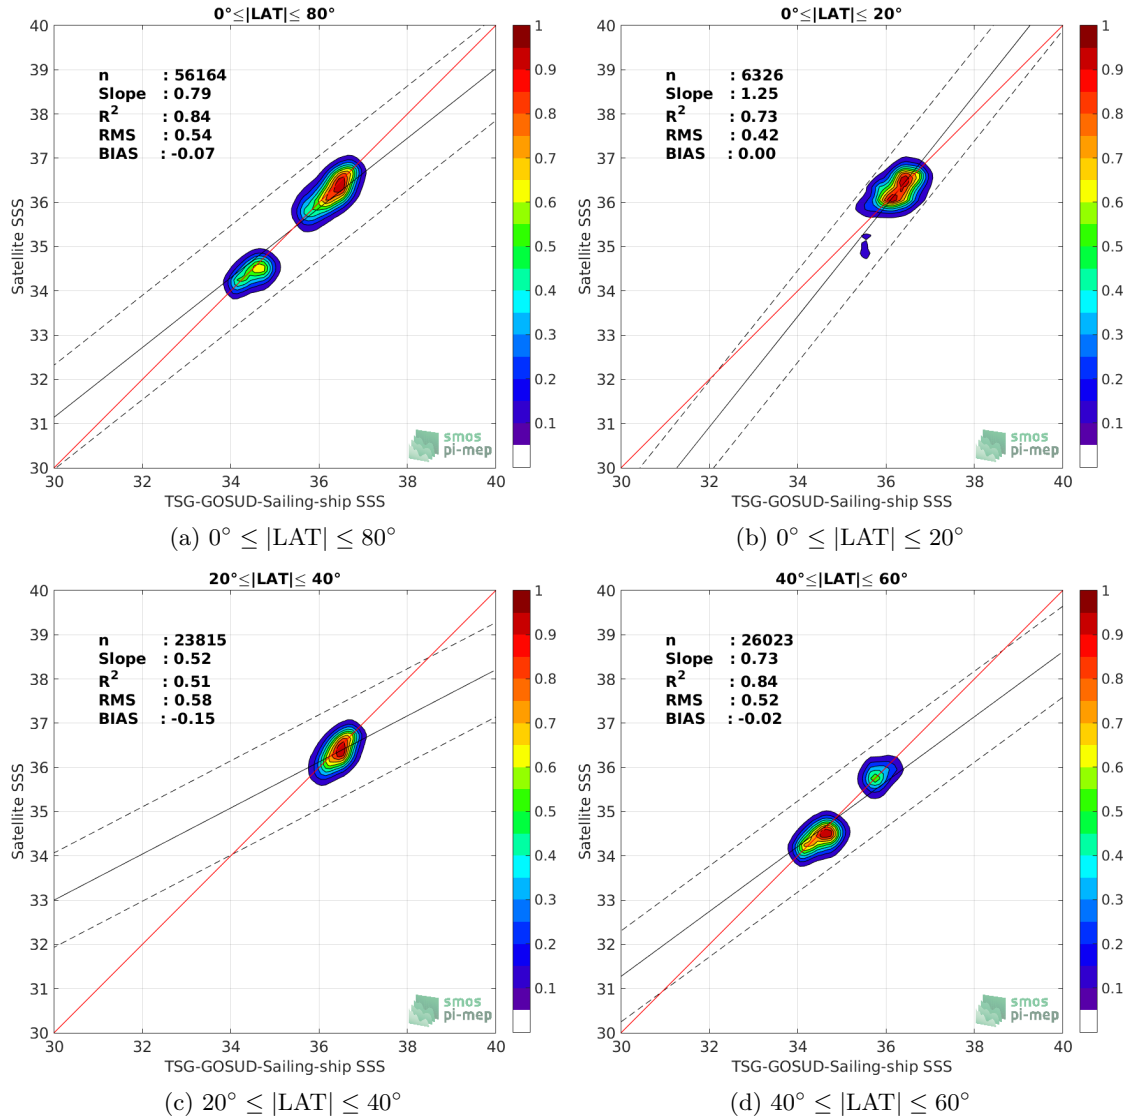 0°≤|LAT|≤ 80°
40
39
38
37
36
35
34
33
32
31
30
Satellite SSS
n : 56164
Slope : 0.79
R² : 0.84
RMS : 0.54
BIAS : -0.07
smos
pi-mep
30 32 34 36 38 40
TSG-GOSUD-Sailing-ship SSS
1
0.9
0.8
0.7
0.6
0.5
0.4
0.3
0.2
0.1
(a) 0° ≤ |LAT| ≤ 80°
0°≤|LAT|≤ 20°
40
39
38
37
36
35
34
33
32
31
30
Satellite SSS
n : 6326
Slope : 1.25
R² : 0.73
RMS : 0.42
BIAS : 0.00
smos
pi-mep
30 32 34 36 38 40
TSG-GOSUD-Sailing-ship SSS
1
0.9
0.8
0.7
0.6
0.5
0.4
0.3
0.2
0.1
(b) 0° ≤ |LAT| ≤ 20°
20°≤|LAT|≤ 40°
40
39
38
37
36
35
34
33
32
31
30
Satellite SSS
n : 23815
Slope : 0.52
R² : 0.51
RMS : 0.58
BIAS : -0.15
smos
pi-mep
30 32 34 36 38 40
TSG-GOSUD-Sailing-ship SSS
1
0.9
0.8
0.7
0.6
0.5
0.4
0.3
0.2
0.1
(c) 20° ≤ |LAT| ≤ 40°
40°≤|LAT|≤ 60°
40
39
38
37
36
35
34
33
32
31
30
Satellite SSS
n : 26023
Slope : 0.73
R² : 0.84
RMS : 0.52
BIAS : -0.02
smos
pi-mep
30 32 34 36 38 40
TSG-GOSUD-Sailing-ship SSS
1
0.9
0.8
0.7
0.6
0.5
0.4
0.3
0.2
0.1
(d) 40° ≤ |LAT| ≤ 60°